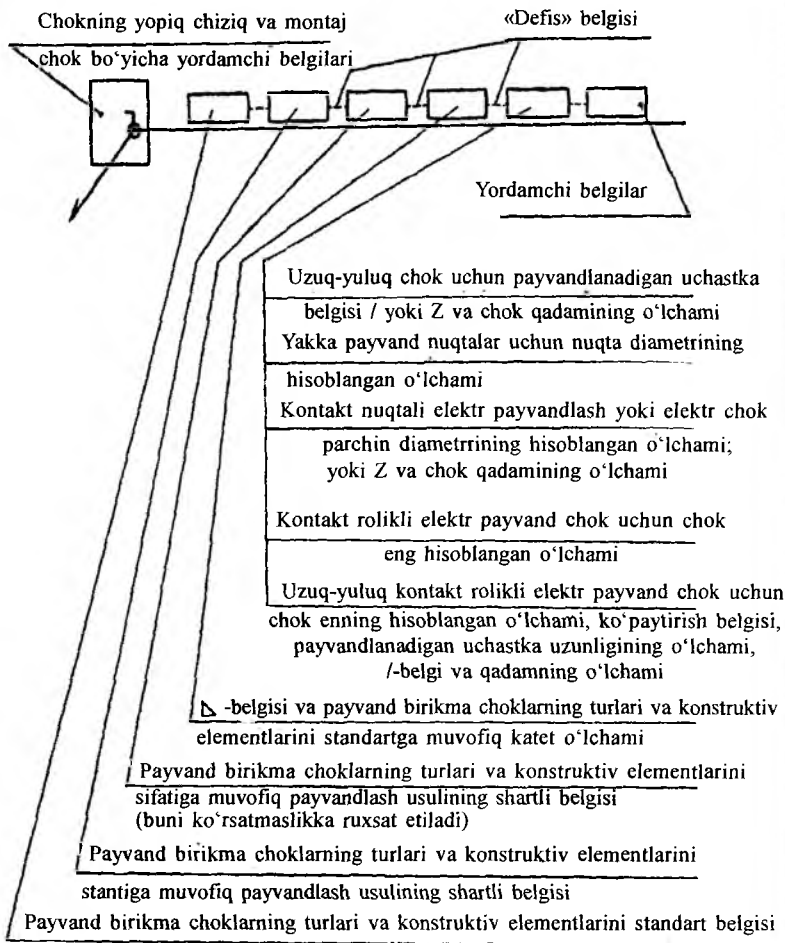 Chokning yopiq chiziq va montaj
chok bo‘yicha yordamchi belgilari
«Defis» belgisi
Yordamchi belgilar
Uzuq-yuluq chok uchun payvandlanadigan uchastka
belgisi / yoki Z va chok qadamining o‘lchami
Yakka payvand nuqtalar uchun nuqta diametrining
hisoblangan o‘lchami
Kontakt nuqtali elektr payvandlash yoki elektr chok
parchin diametrrining hisoblangan o‘lchami;
yoki Z va chok qadamining o‘lchami
Kontakt rolikli elektr payvand chok uchun chok
eng hisoblangan o‘lchami
Uzuq-yuluq kontakt rolikli elektr payvand chok uchun
chok enning hisoblangan o‘lchami, ko‘paytirish belgisi,
payvandlanadigan uchastka uzunligining o‘lchami,
/-belgi va qadamning o‘lchami
-belgisi va payvand birikma choklarning turlari va konstruktiv
elementlarini standartga muvofiq katet o‘lchami
Payvand birikma choklarning turlari va konstruktiv elementlarini
sifatiga muvofiq payvandlash usulining shartli belgisi
(buni ko‘rsatmaslikka ruxsat etiladi)
Payvand birikma choklarning turlari va konstruktiv elementlarini
stantiga muvofiq payvandlash usulining shartli belgisi
Payvand birikma choklarning turlari va konstruktiv elementlarini standart belgisi